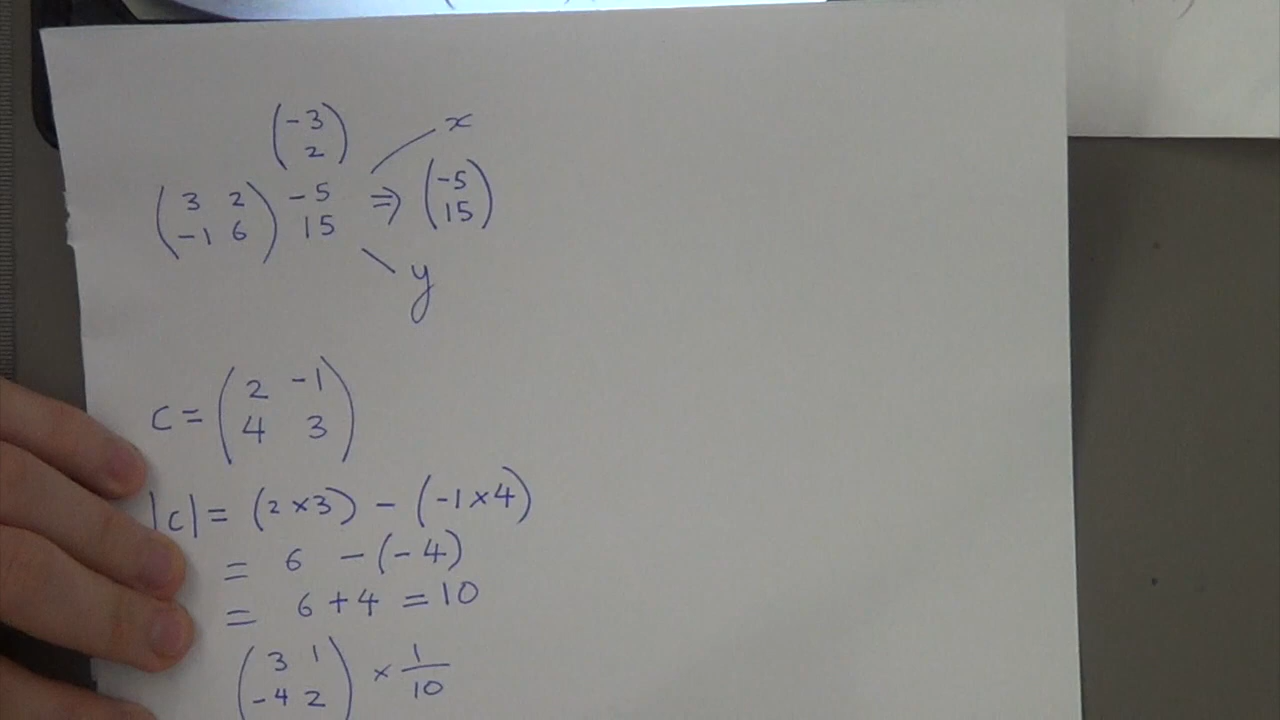 (-3
2)
x
(3 2
-1 6) -5
15 ⇒ (-5
15)
y
c = (2 -1
4 3)
|c| = (2×3) - (-1×4)
= 6 - (-4)
= 6 + 4 = 10
(3 1
-4 2) × 1/10